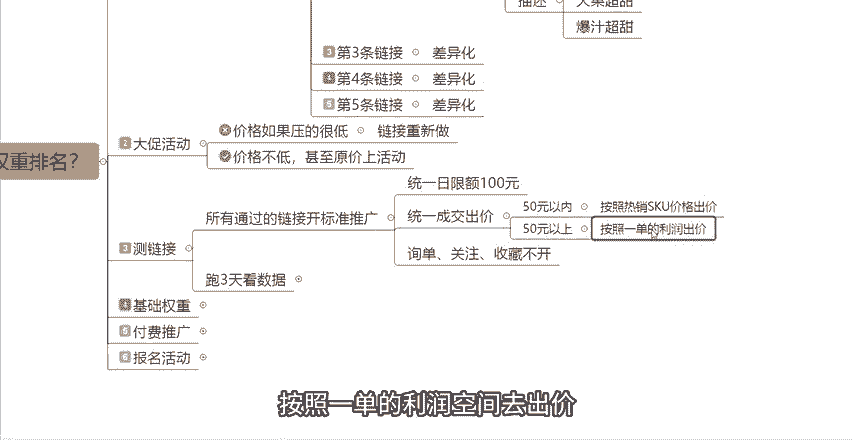 描述
大果超甜
爆汁超甜
3 第3条链接
差异化
4 第4条链接
差异化
5 第5条链接
差异化
权重排名?
2 大促活动
价格如果压的很低
链接重新做
价格不低，甚至原价上活动
3 测链接
所有通过的链接开标准推广
统一日限额100元
统一成交出价
50元以内
按照热销SKU价格出价
50元以上
按照一单的利润出价
询单、关注、收藏不开
跑3天看数据
4 基础权重
5 付费推广
6 报名活动
按照一单的利润空间去出价